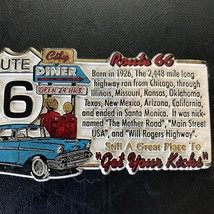 OUTE
6
City
DINER
OPEN 24 HRS.
Route 66
Born in 1926, The 2,448 mile long
highway ran from Chicago, through
Illinois, Missouri, Kansas, Oklahoma,
Texas, New Mexico, Arizona, California,
and ended in Santa Monica. It was nick-
named "The Mother Road", "Main Street
USA", and "Will Rogers Highway".
Still A Great Place To
"Get Your Kicks"